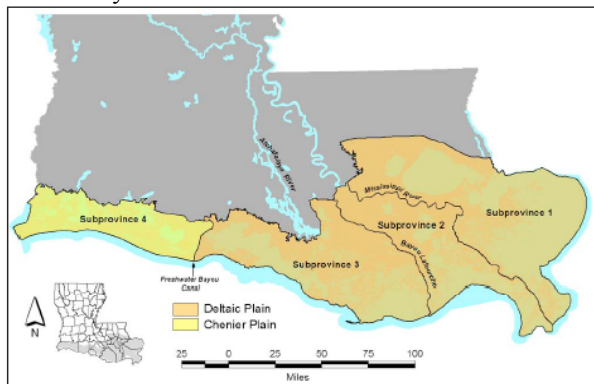 Atchafalaya River
Mississippi River
Subprovince 1
Subprovince 4
Subprovince 2
Bayou Lafourche
Subprovince 3
Freshwater Bayou
Canal
Deltaic Plain
Chenier Plain
N
25 0 25 50 75 100
Miles